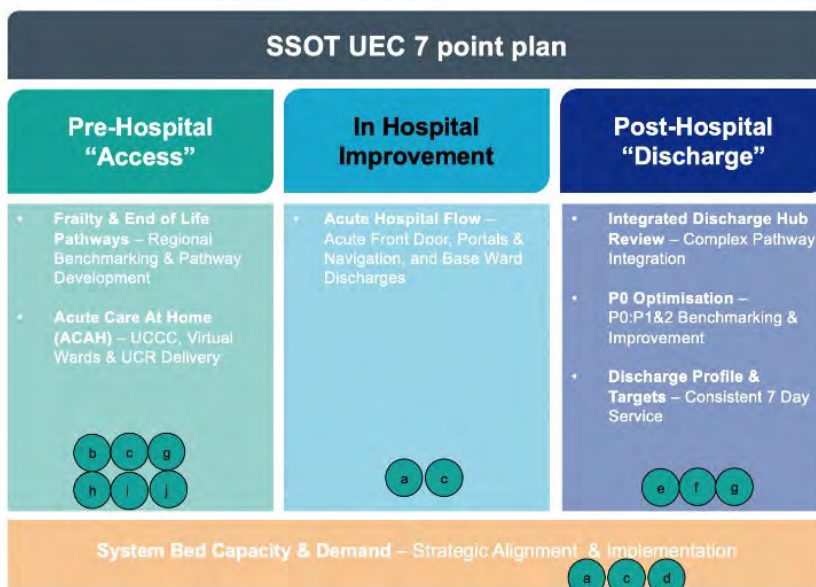 SSOT UEC 7 point plan
Pre-Hospital
“Access”
• Frailty & End of Life
Pathways – Regional
Benchmarking & Pathway
Development
• Acute Care At Home
(ACAH) – UCCC, Virtual
Wards & UCR Delivery
b c g
h i j
In Hospital
Improvement
• Acute Hospital Flow –
Acute Front Door, Portals &
Navigation, and Base Ward
Discharges
a c
Post-Hospital
“Discharge”
• Integrated Discharge Hub
Review – Complex Pathway
Integration
• P0 Optimisation –
P0:P1&2 Benchmarking &
Improvement
• Discharge Profile &
Targets – Consistent 7 Day
Service
e f g
System Bed Capacity & Demand – Strategic Alignment & Implementation
a c d